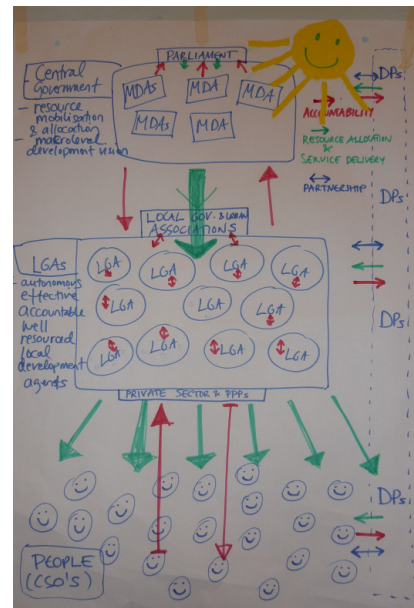 PARLIAMENT
Central
Government
- resource
mobilisation
& allocation
- makrolevel
development vision
MDAs
MDA
MDA
MDAs
MDA
DPs
ACCOUNTABILITY
RESOURCE ALLOCATION
&
SERVICE DELIVERY
PARTNERSHIP
DPs
LOCAL GOV. & URBAN
ASSOCIATIONS
LGAs
- autonomous
effective
accountable
well
resourced
local
development
agents
LGA
LGA
LGA
LGA
LGA
LGA
LGA
LGA
LGA
LGA
LGA
DPs
PRIVATE SECTOR & PPPs
DPs
PEOPLE
(CSO'S)